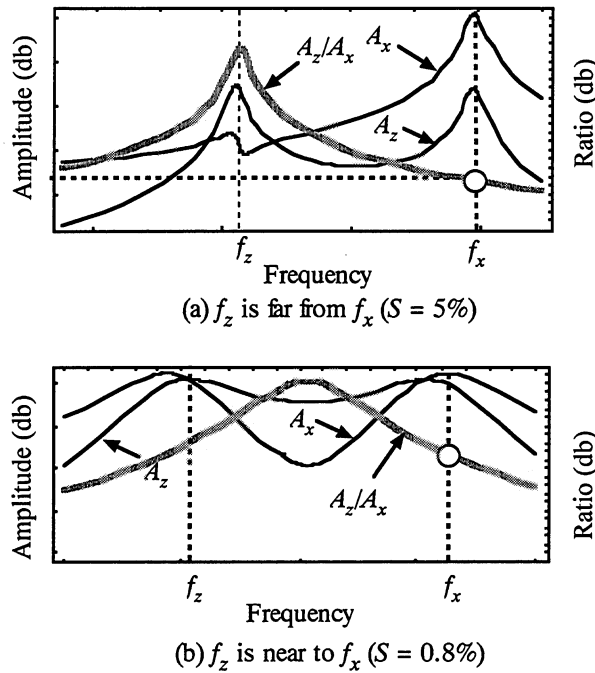 Amplitude (db)
A_z/A_x
A_x
A_z
Ratio (db)
f_z
f_x
Frequency
(a) f_z is far from f_x (S = 5%)
Amplitude (db)
A_z
A_x
A_z/A_x
Ratio (db)
f_z
f_x
Frequency
(b) f_z is near to f_x (S = 0.8%)